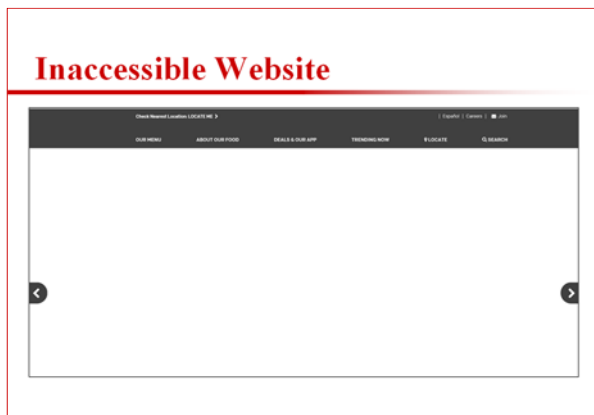 Inaccessible Website
Check Nearest Location LOCATE ME | Español | Careers | Join
OUR MENU ABOUT OUR FOOD DEALS & OUR APP TRENDING NOW LOCATE SEARCH